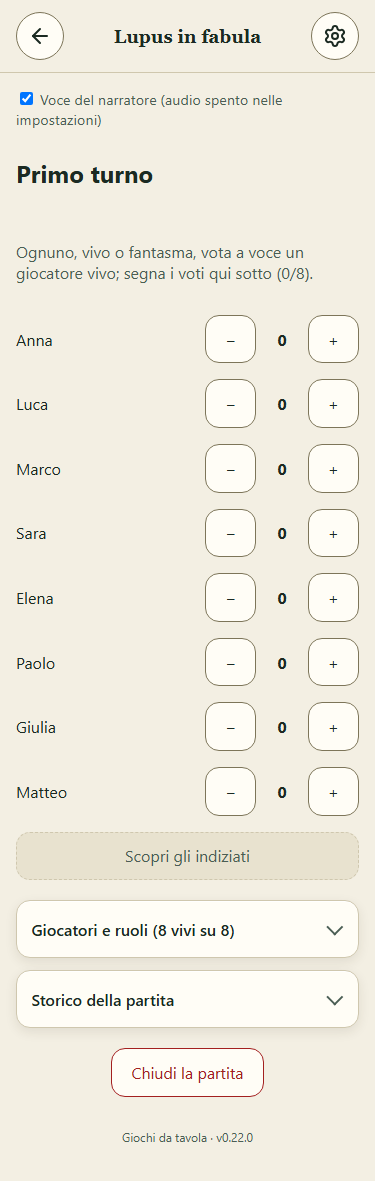 Lupus in fabula
Voce del narratore (audio spento nelle
impostazioni)
Primo turno
Ognuno, vivo o fantasma, vota a voce un
giocatore vivo; segna i voti qui sotto (0/8).
Anna – 0 +
Luca – 0 +
Marco – 0 +
Sara – 0 +
Elena – 0 +
Paolo – 0 +
Giulia – 0 +
Matteo – 0 +
Scopri gli indiziati
Giocatori e ruoli (8 vivi su 8)
Storico della partita
Chiudi la partita
Giochi da tavola · v0.22.0